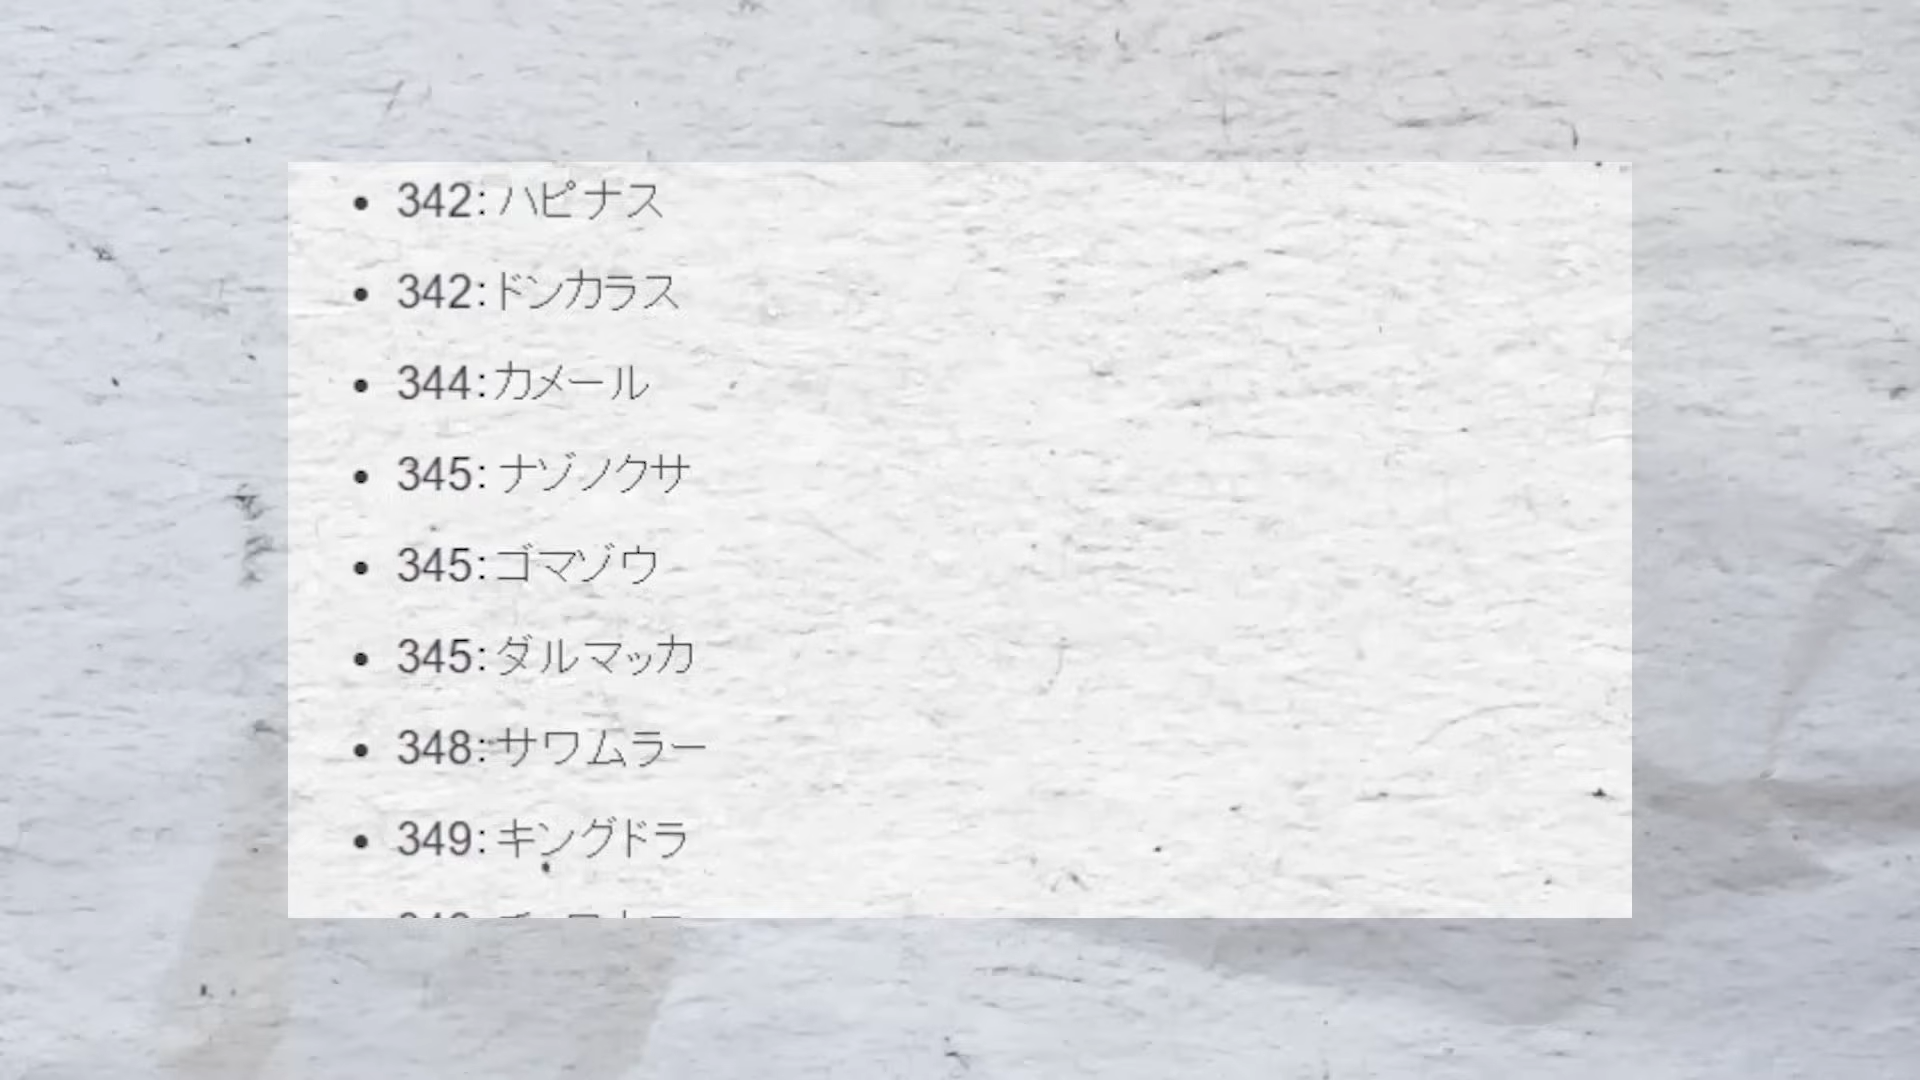 • 342: ハピナス
• 342: ドンカラス
• 344: カメール
• 345: ナゾノクサ
• 345: ゴマゾウ
• 345: ダルマッカ
• 348: サワムラー
• 349: キングドラ